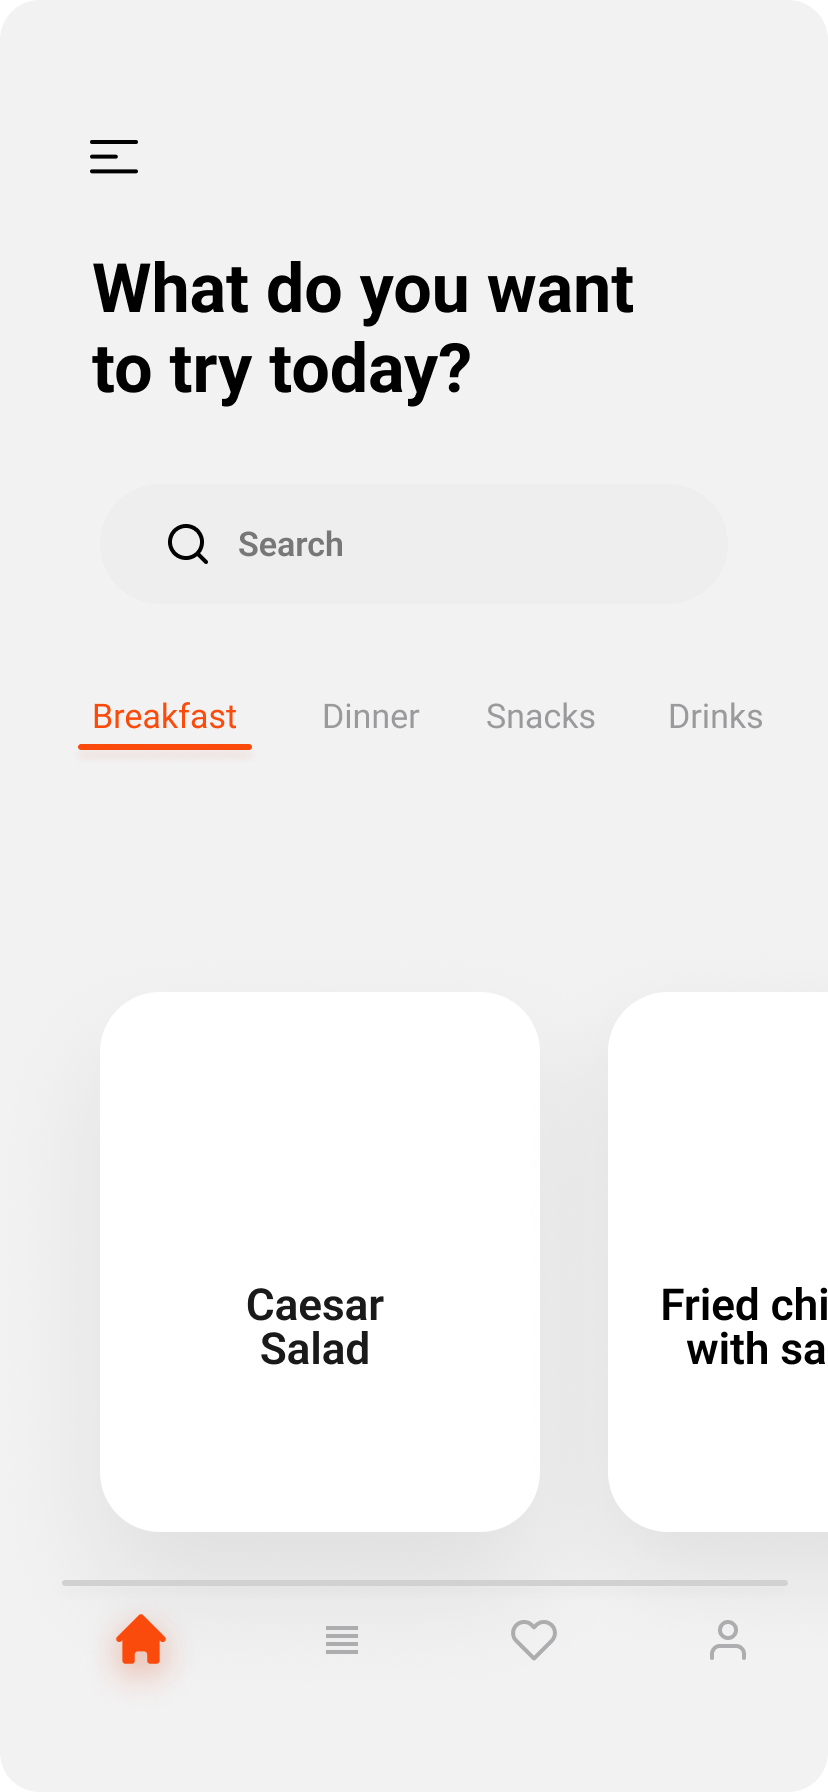 What do you want
to try today?
Search
Breakfast Dinner Snacks Drinks
Caesar
Salad
Fried chi
with sa